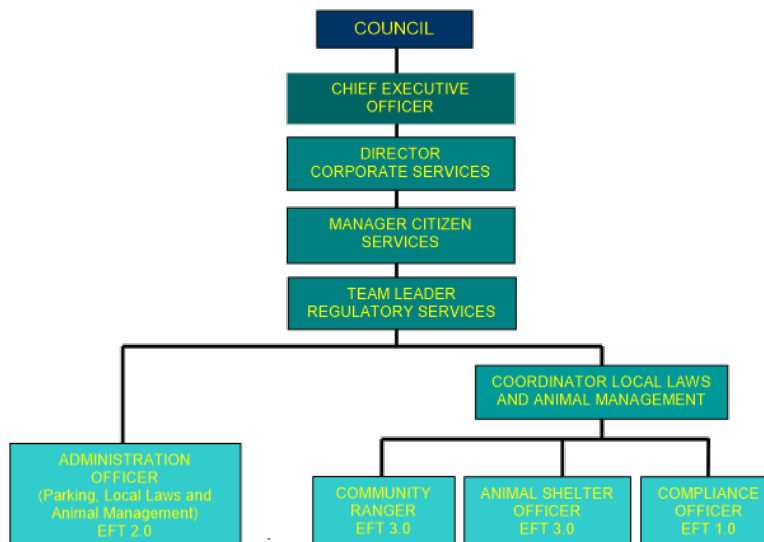 COUNCIL
CHIEF EXECUTIVE
OFFICER
DIRECTOR
CORPORATE SERVICES
MANAGER CITIZEN
SERVICES
TEAM LEADER
REGULATORY SERVICES
COORDINATOR LOCAL LAWS
AND ANIMAL MANAGEMENT
ADMINISTRATION
OFFICER
(Parking, Local Laws and
Animal Management)
EFT 2.0
COMMUNITY
RANGER
EFT 3.0
ANIMAL SHELTER
OFFICER
EFT 3.0
COMPLIANCE
OFFICER
EFT 1.0